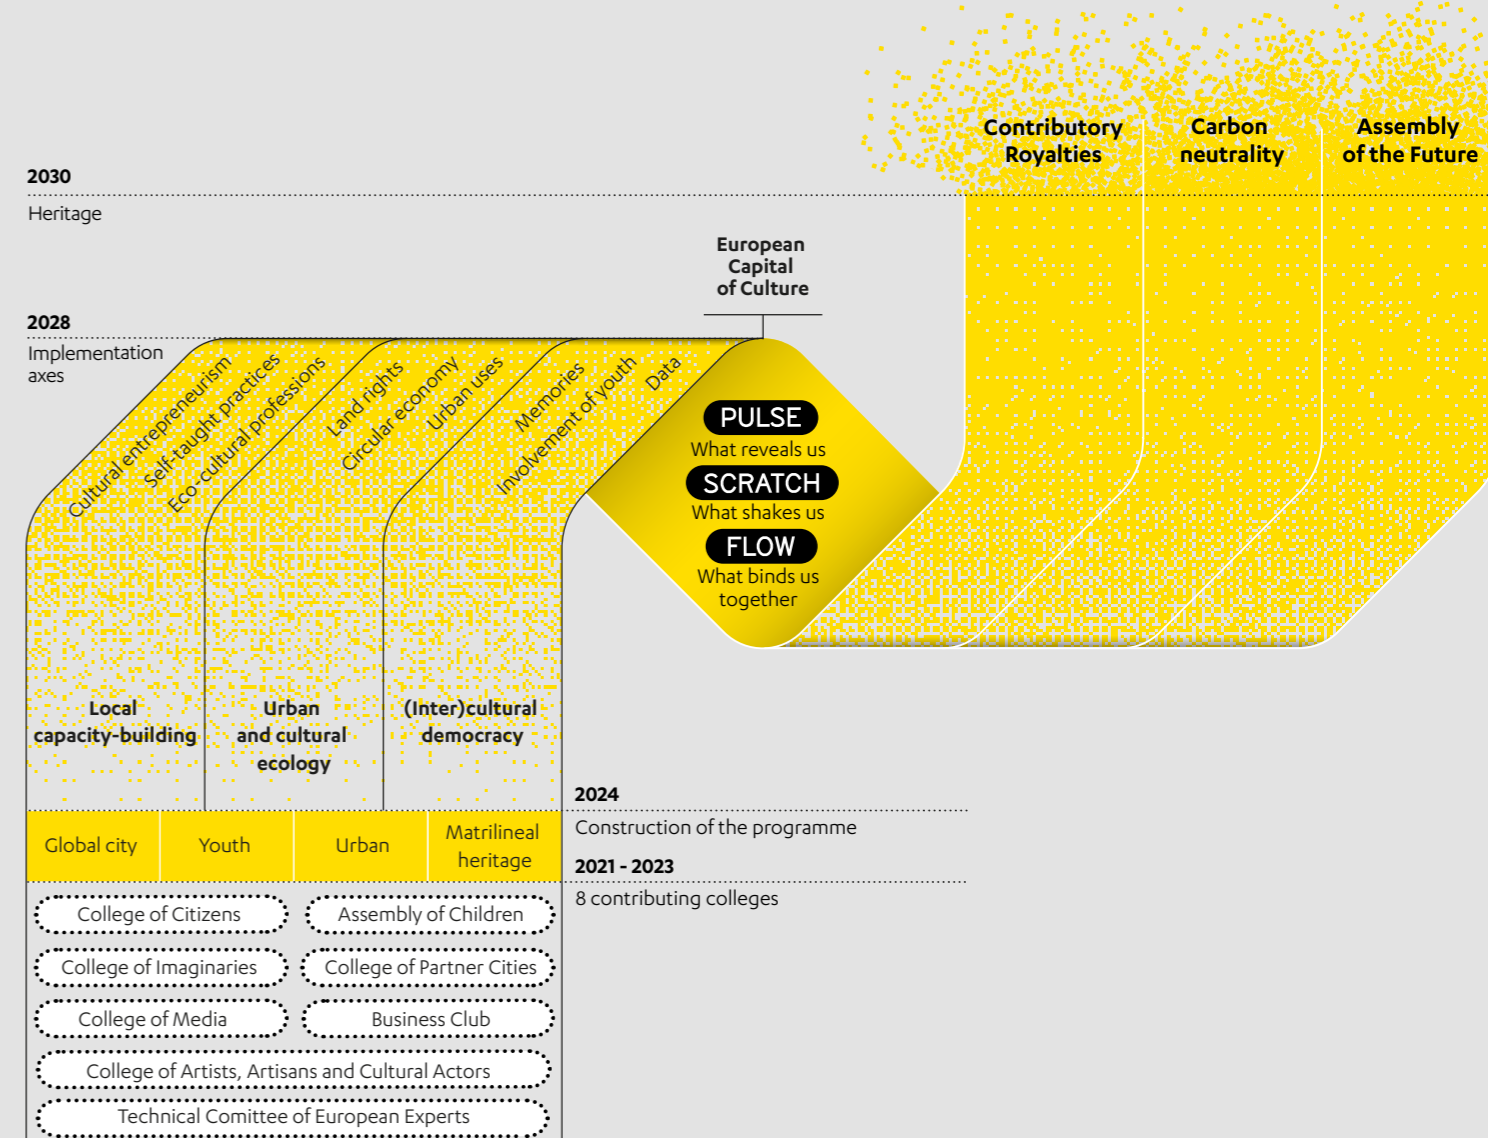 Contributory
Royalties
Carbon
neutrality
Assembly
of the Future
2030
Heritage
European
Capital
of Culture
2028
Implementation
axes
Cultural entrepreneurism
Self-taught practices
Eco-cultural professions
Land rights
Circular economy
Urban uses
Memories
Involvement of youth
Data
PULSE
What reveals us
SCRATCH
What shakes us
FLOW
What binds us
together
Local
capacity-building
Urban
and cultural
ecology
(Inter)cultural
democracy
2024
Construction of the programme
Global city
Youth
Urban
Matrilineal
heritage
2021 - 2023
8 contributing colleges
College of Citizens
Assembly of Children
College of Imaginaries
College of Partner Cities
College of Media
Business Club
College of Artists, Artisans and Cultural Actors
Technical Comittee of European Experts